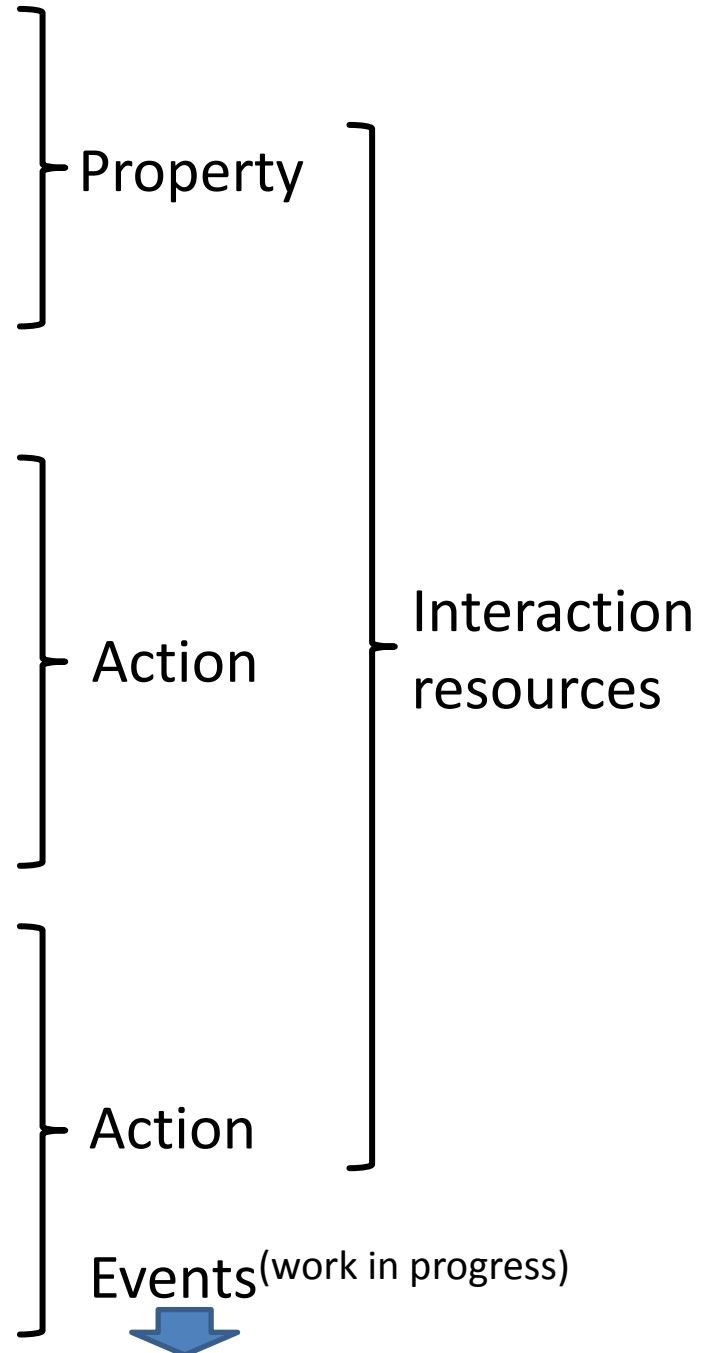 Property
Action
Interaction
resources
Action
Events(work in progress)